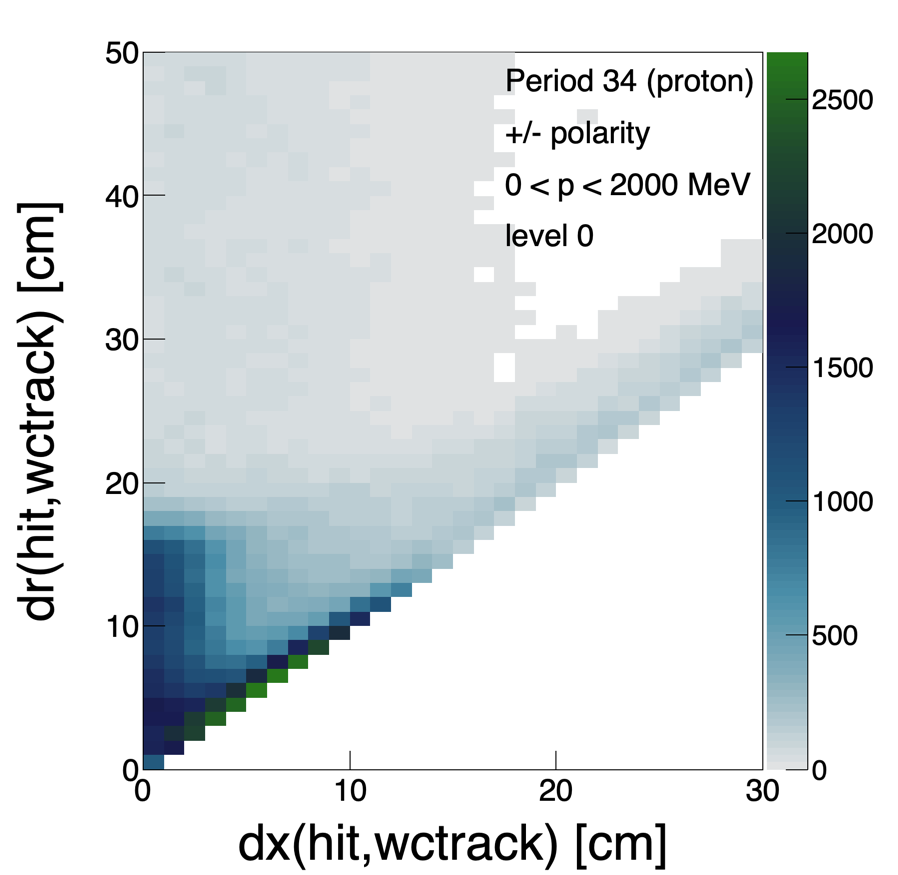 dr(hit,wctrack) [cm]
50
40
30
20
10
0
Period 34 (proton)
+/- polarity
0 < p < 2000 MeV
level 0
2500
2000
1500
1000
500
0
0 10 20 30
dx(hit,wctrack) [cm]